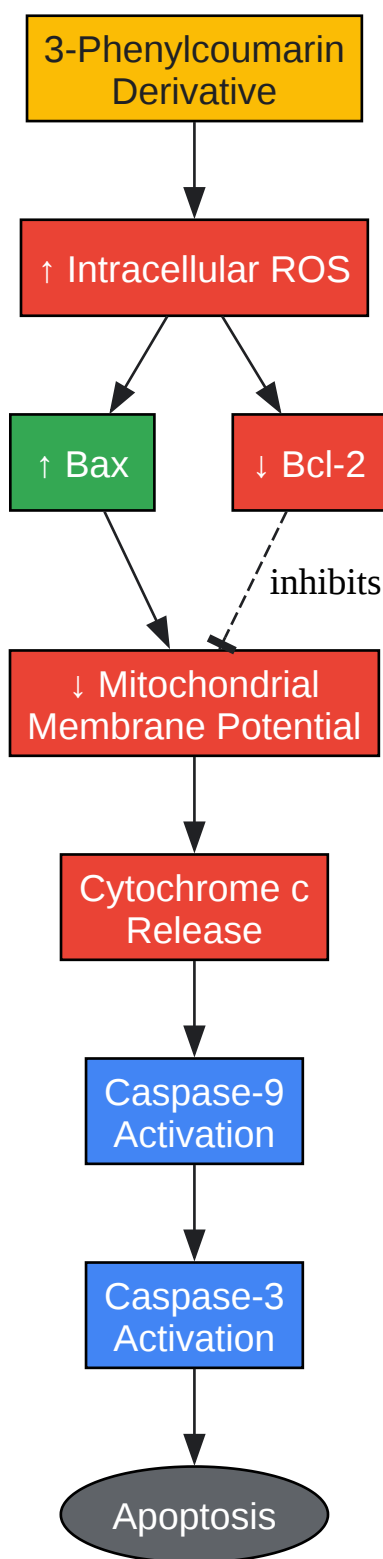 3-Phenylcoumarin
Derivative
↑ Intracellular ROS
↑ Bax
↓ Bcl-2
inhibits
↓ Mitochondrial
Membrane Potential
Cytochrome c
Release
Caspase-9
Activation
Caspase-3
Activation
Apoptosis